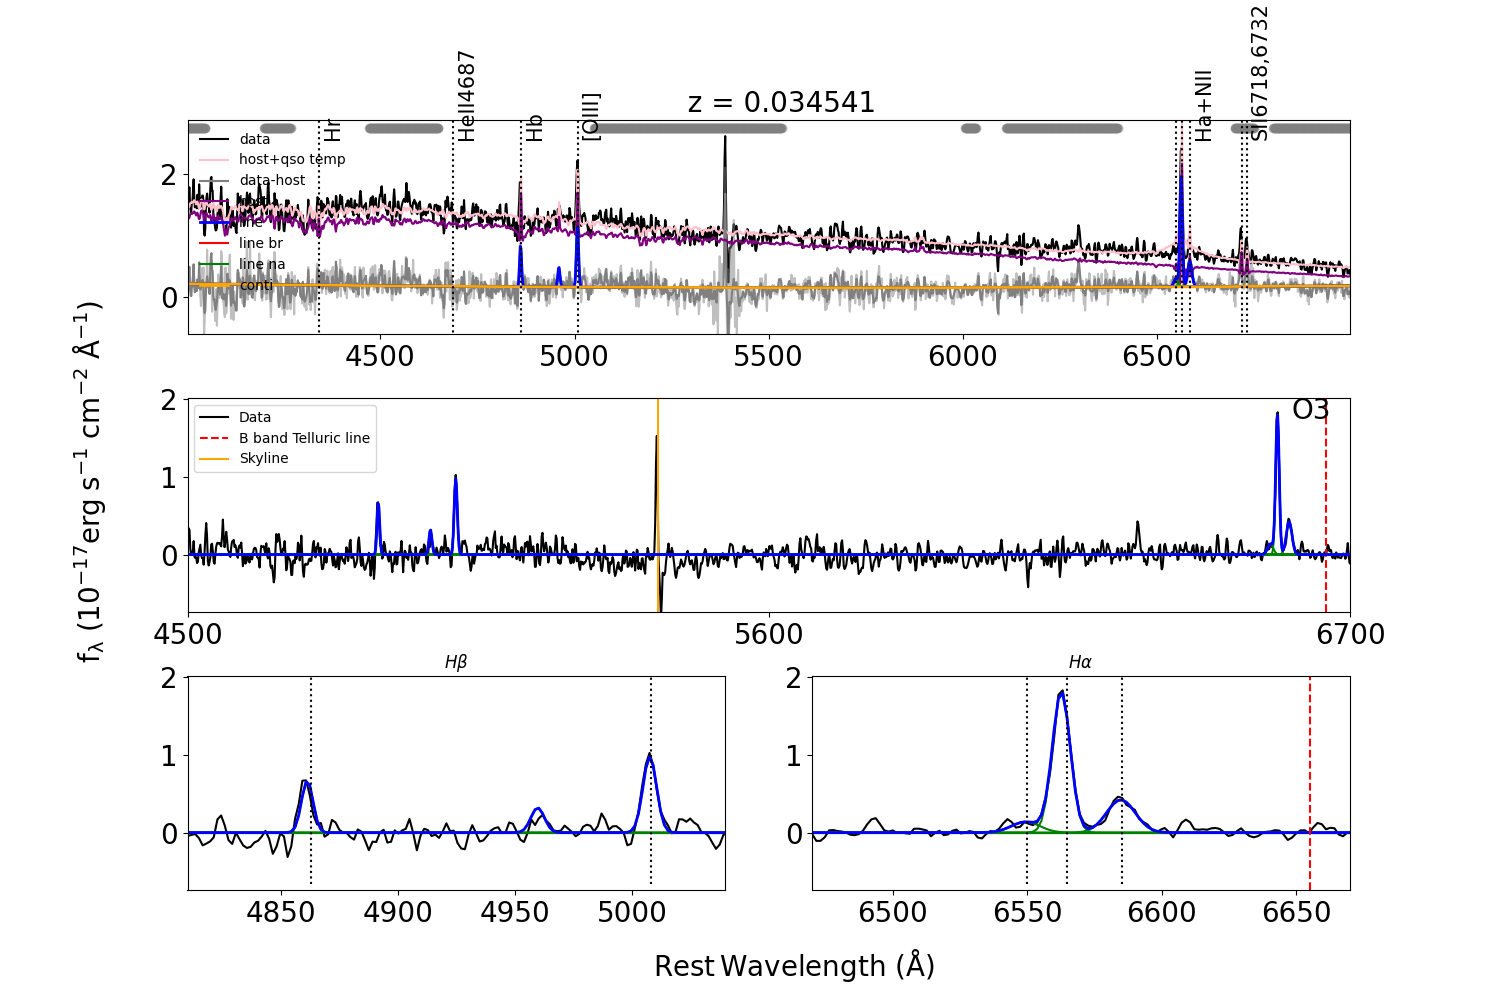 z = 0.034541
Hr
HeII4687
Hb
[OIII]
Ha+NII
SII6718,6732
data
host+qso temp
data-host
line
line br
line na
conti
2
0
4500
5000
5500
6000
6500
f_λ (10⁻¹⁷erg s⁻¹ cm⁻² Å⁻¹)
Data
B band Telluric line
Skyline
O3
2
1
0
4500
5600
6700
Hβ
2
1
0
4850
4900
4950
5000
Hα
2
1
0
6500
6550
6600
6650
Rest Wavelength (Å)